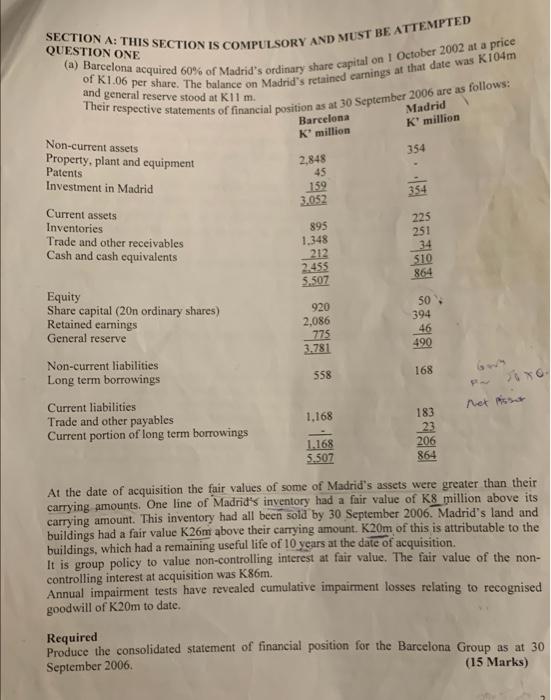 SECTION A: THIS SECTION IS COMPULSORY AND MUST BE ATTEMPTED
QUESTION ONE
(a) Barcelona acquired 60% of Madrid's ordinary share capital on 1 October 2002 at a price
of K1.06 per share. The balance on Madrid's retained earnings at that date was K104m
and general reserve stood at K11 m.
Their respective statements of financial position as at 30 September 2006 are as follows:
Barcelona Madrid
K' million K' million
Non-current assets
Property, plant and equipment 2,848 354
Patents 45 -
Investment in Madrid 159 -
3,052 354
Current assets
Inventories 895 225
Trade and other receivables 1,348 251
Cash and cash equivalents 212 34
2,455 510
5,507 864
Equity
Share capital (20n ordinary shares) 920 50
Retained earnings 2,086 394
General reserve 775 46
3,781 490
Non-current liabilities
Long term borrowings 558 168
Current liabilities
Trade and other payables 1,168 183
Current portion of long term borrowings - 23
1,168 206
5,507 864
Net
At the date of acquisition the fair values of some of Madrid's assets were greater than their
carrying amounts. One line of Madrid's inventory had a fair value of K8 million above its
carrying amount. This inventory had all been sold by 30 September 2006. Madrid's land and
buildings had a fair value K26m above their carrying amount. K20m of this is attributable to the
buildings, which had a remaining useful life of 10 years at the date of acquisition.
It is group policy to value non-controlling interest at fair value. The fair value of the non-
controlling interest at acquisition was K86m.
Annual impairment tests have revealed cumulative impairment losses relating to recognised
goodwill of K20m to date.
Required
Produce the consolidated statement of financial position for the Barcelona Group as at 30
September 2006. (15 Marks)